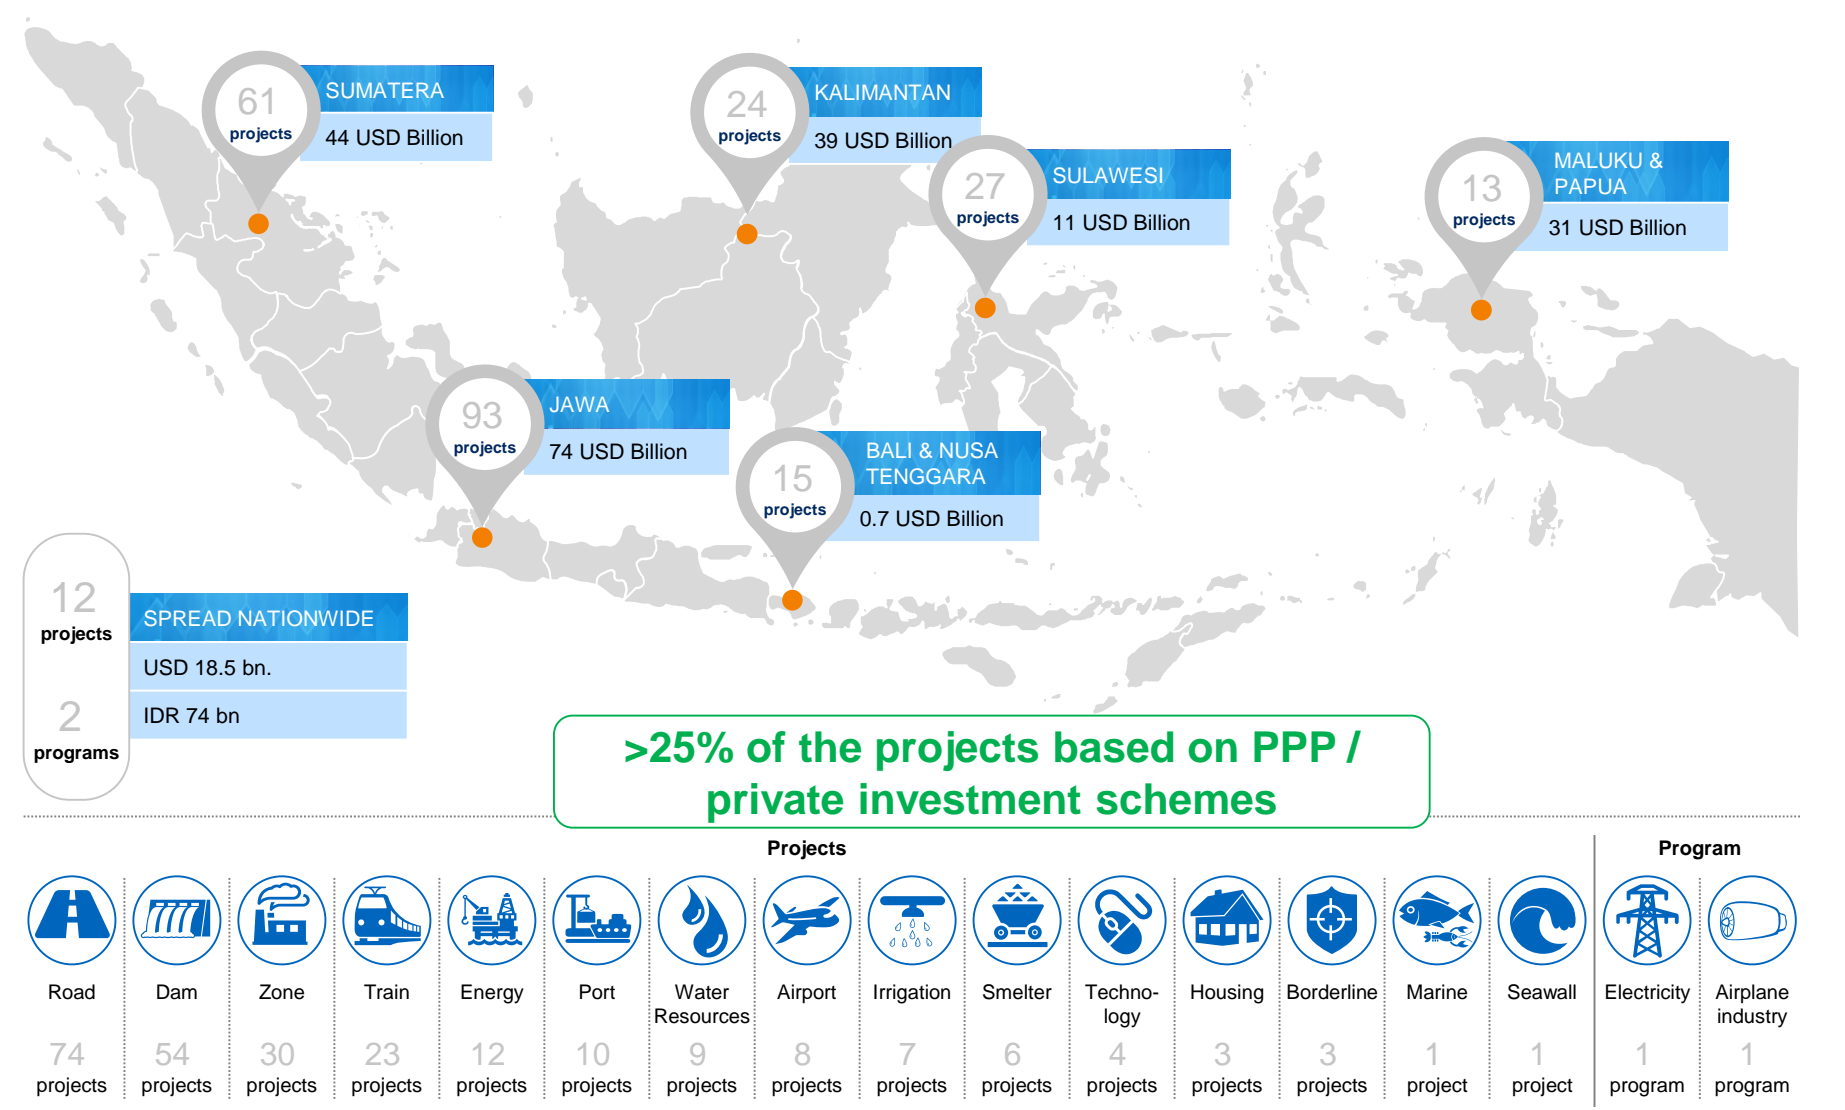 61
projects
SUMATERA
44 USD Billion
24
projects
KALIMANTAN
39 USD Billion
27
projects
SULAWESI
11 USD Billion
13
projects
MALUKU &
PAPUA
31 USD Billion
93
projects
JAWA
74 USD Billion
15
projects
BALI & NUSA
TENGGARA
0.7 USD Billion
12
projects
2
programs
SPREAD NATIONWIDE
USD 18.5 bn.
IDR 74 bn
>25% of the projects based on PPP /
private investment schemes
Projects
Program
Road
74
projects
Dam
54
projects
Zone
30
projects
Train
23
projects
Energy
12
projects
Port
10
projects
Water
Resources
9
projects
Airport
8
projects
Irrigation
7
projects
Smelter
6
projects
Techno-
logy
4
projects
Housing
3
projects
Borderline
3
projects
Marine
1
project
Seawall
1
project
Electricity
1
program
Airplane
industry
1
program